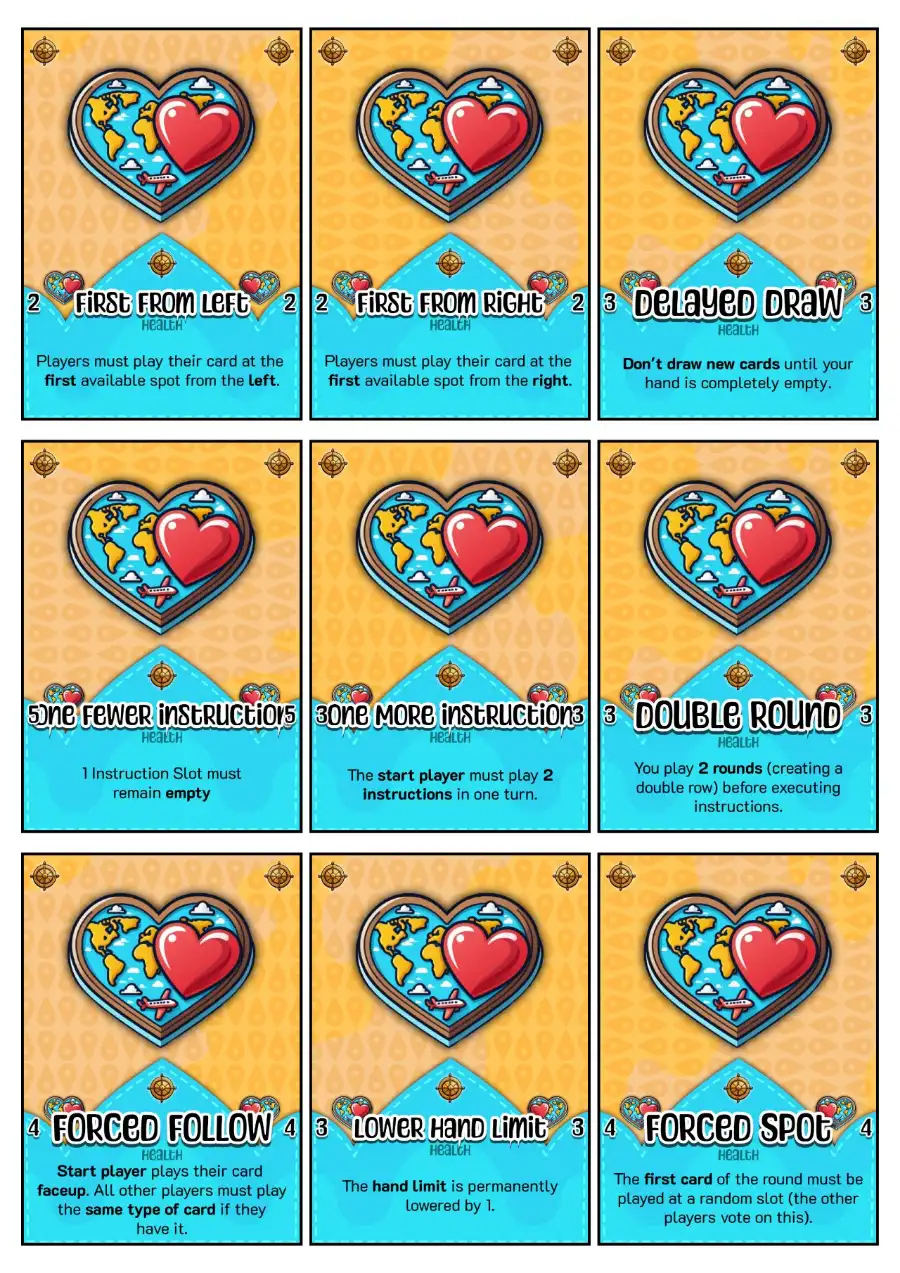 2 First from Left 2
Health
Players must play their card at the
first available spot from the left.
2 First from Right 2
Health
Players must play their card at the
first available spot from the right.
3 Delayed Draw 3
Health
Don't draw new cards until your
hand is completely empty.
5 One Fewer Instruction 5
Health
1 Instruction Slot must
remain empty
3 One More Instruction 3
Health
The start player must play 2
instructions in one turn.
3 Double Round 3
Health
You play 2 rounds (creating a
double row) before executing
instructions.
4 Forced Follow 4
Health
Start player plays their card
faceup. All other players must play
the same type of card if they
have it.
3 Lower Hand Limit 3
Health
The hand limit is permanently
lowered by 1.
4 Forced Spot 4
Health
The first card of the round must be
played at a random slot (the other
players vote on this).